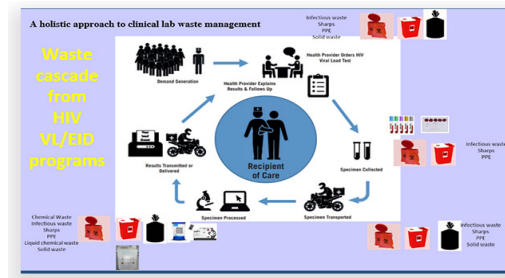 A holistic approach to clinical lab waste management
Infectious waste
Sharps
PPE
Solid waste
Waste
cascade
from
HIV
VL/EID
programs
Demand Generation
Health Provider Orders HIV
Viral Load Test
Health Provider Explains
Results & Follows Up
Recipient
of Care
Specimen Collected
Infectious waste
Sharps
PPE
Results Transmitted or
Delivered
Specimen Processed
Specimen Transported
Chemical Waste
Infectious waste
Sharps
PPE
Liquid chemical waste
Solid waste
Infectious waste
Sharps
PPE
Solid waste